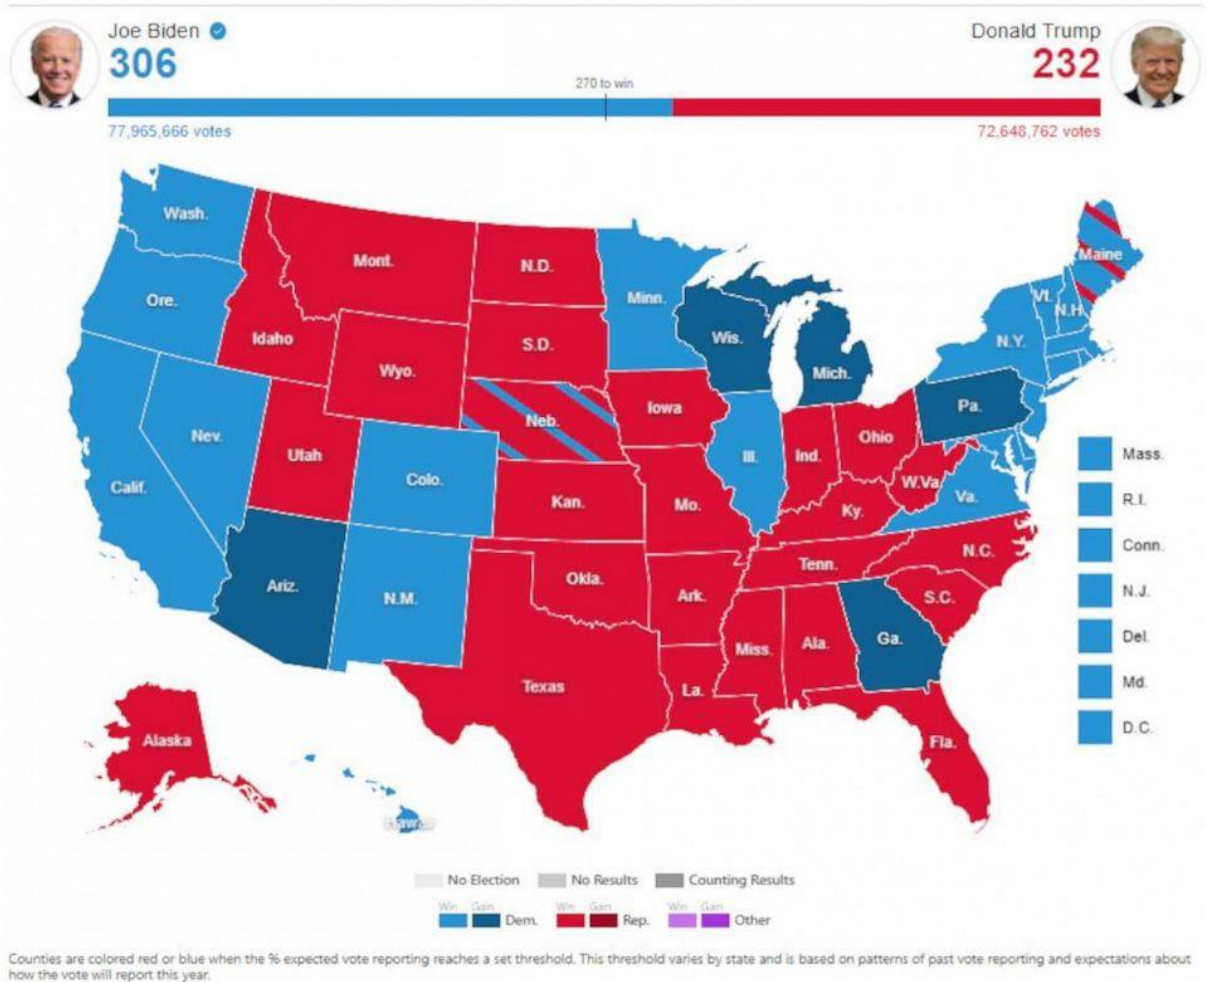 Joe Biden
306
Donald Trump
232
270 to win
77,965,666 votes
72,648,762 votes
Wash.
Mont.
N.D.
Minn.
Maine
Ore.
Idaho
S.D.
Wis.
Vt.
N.H.
N.Y.
Wyo.
Mich.
Neb.
Iowa
Pa.
Nev.
Utah
Colo.
Ill.
Ind.
Ohio
Mass.
Calif.
Kan.
Mo.
Ky.
W.Va.
Va.
R.I.
Ariz.
N.M.
Okla.
Ark.
Tenn.
N.C.
Conn.
S.C.
N.J.
Texas
La.
Miss.
Ala.
Ga.
Del.
Md.
Alaska
Fla.
D.C.
Hawaii
No Election No Results Counting Results
Win Gain Win Gain Win Gain
Dem. Rep. Other
Counties are colored red or blue when the % expected vote reporting reaches a set threshold. This threshold varies by state and is based on patterns of past vote reporting and expectations about
how the vote will report this year.